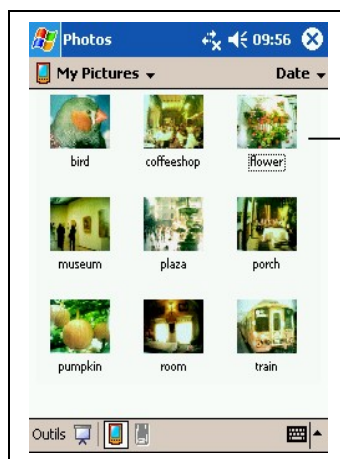 Photos 09:56
My Pictures Date
bird coffeeshop flower
museum plaza porch
pumpkin room train
Outils